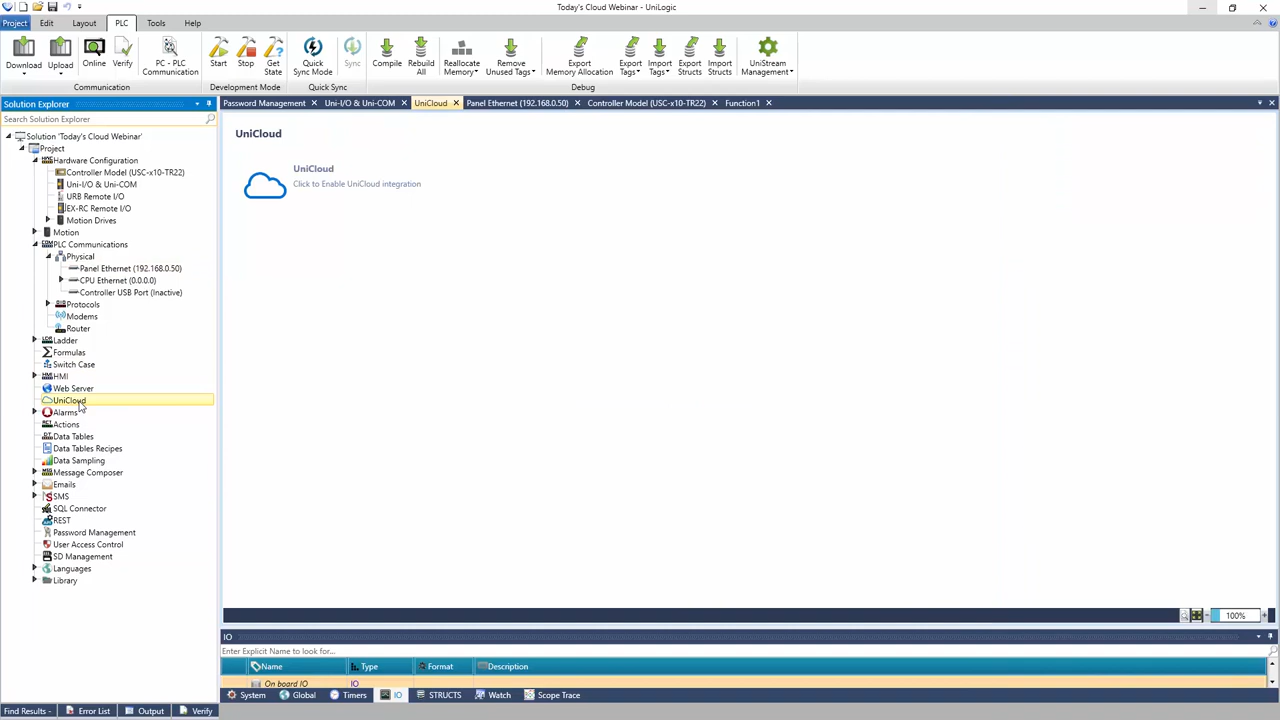 Today's Cloud Webinar - UniLogic
Project Edit Layout PLC Tools Help
Download Upload Online Verify PC - PLC Communication Start Stop Get State Quick Sync Mode Sync Compile Rebuild All Reallocate Memory Remove Unused Tags Export Memory Allocation Export Tags Import Tags Export Structs Import Structs UniStream Management
Communication Development Mode Quick Sync Debug
Solution Explorer
Password Management Uni-I/O & Uni-COM UniCloud Panel Ethernet (192.168.0.50) Controller Model (USC-x10-TR22) Function1
Search Solution Explorer
Solution 'Today's Cloud Webinar'
Project
Hardware Configuration
Controller Model (USC-x10-TR22)
Uni-I/O & Uni-COM
URB Remote I/O
EX-RC Remote I/O
Motion Drives
Motion
PLC Communications
Physical
Panel Ethernet (192.168.0.50)
CPU Ethernet (0.0.0.0)
Controller USB Port (Inactive)
Protocols
Modems
Router
Ladder
Formulas
Switch Case
HMI
Web Server
UniCloud
Alarms
Actions
Data Tables
Data Tables Recipes
Data Sampling
Message Composer
Emails
SMS
SQL Connector
REST
Password Management
User Access Control
SD Management
Languages
Library
UniCloud
UniCloud
Click to Enable UniCloud integration
100%
IO
Enter Explicit Name to look for...
Name Type Format Description
On board IO IO
System Global Timers IO STRUCTS Watch Scope Trace
Find Results - Error List Output Verify